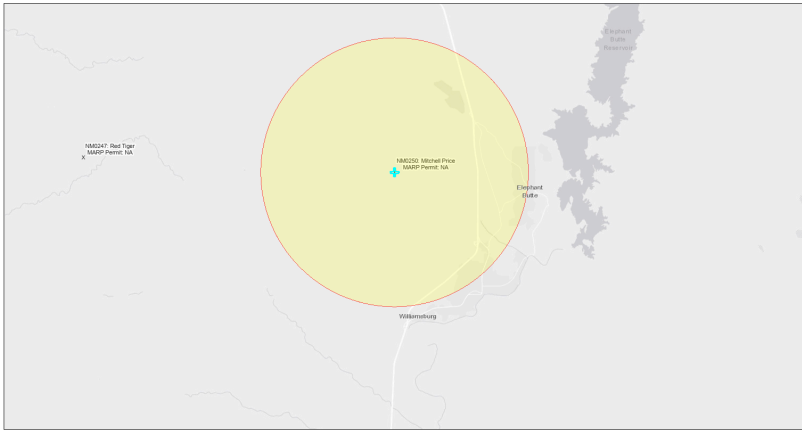 Elephant
Butte
Reservoir
NM0247: Red Tiger
MARP Permit: NA
X
NM0250: Mitchell Price
MARP Permit: NA
Elephant
Butte
Williamsburg